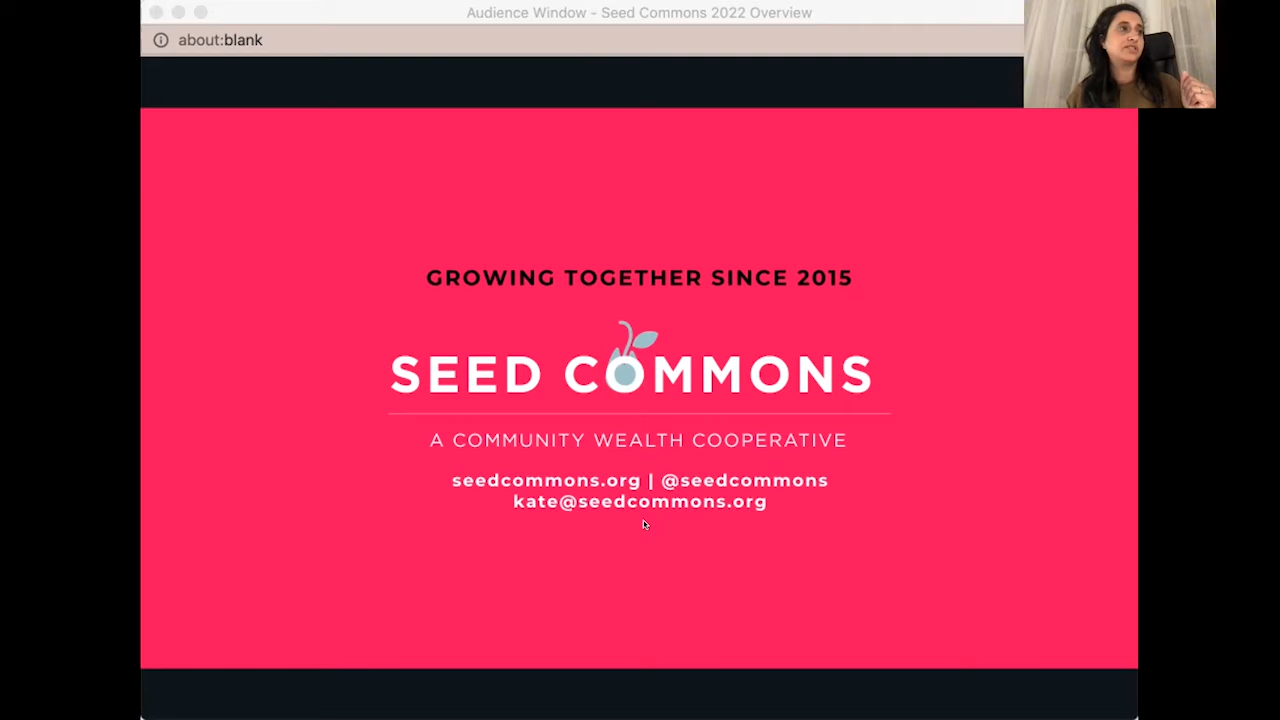 Audience Window - Seed Commons 2022 Overview
about:blank
GROWING TOGETHER SINCE 2015
SEED COMMONS
A COMMUNITY WEALTH COOPERATIVE
seedcommons.org | @seedcommons
kate@seedcommons.org